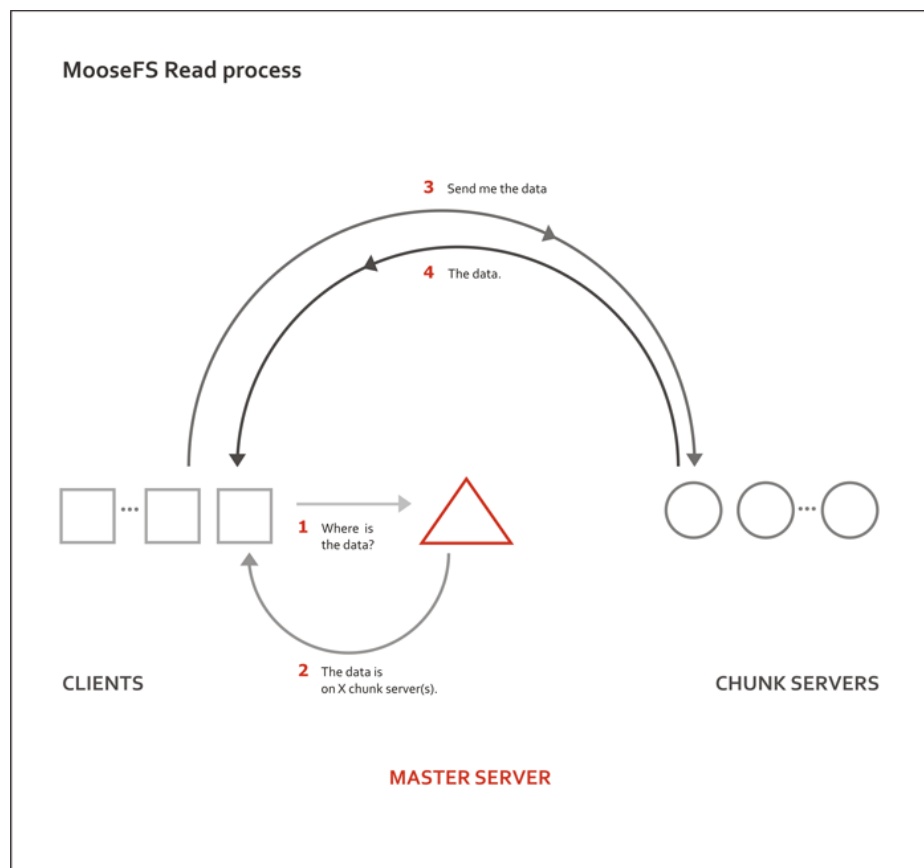 MooseFS Read process
3 Send me the data
4 The data.
1 Where is
the data?
2 The data is
on X chunk server(s).
CLIENTS
CHUNK SERVERS
MASTER SERVER